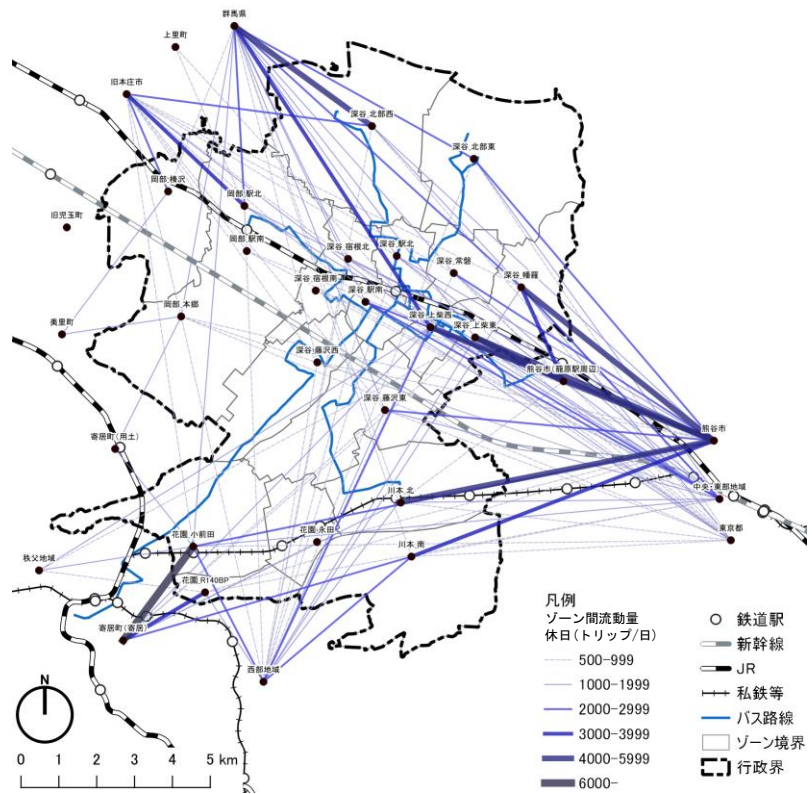 群馬県
上里町
旧本庄市
深谷_北部西
深谷_北部東
岡部_榛沢
岡部_駅北
旧児玉町
岡部_駅南
深谷_宿根北
深谷_駅北
深谷_常盤
深谷_幡羅
深谷_宿根南
深谷_駅南
岡部_本郷
深谷_上柴西
深谷_上柴東
美里町
深谷_藤沢西
熊谷市(籠原駅周辺)
深谷_藤沢東
熊谷市
寄居町(用土)
川本_北
中央・東部地域
花園_小前田
花園_永田
東京都
川本_南
秩父地域
花園_R140BP
寄居町(寄居)
西部地域
凡例
ゾーン間流動量
休日(トリップ/日)
500-999
1000-1999
2000-2999
3000-3999
4000-5999
6000-
鉄道駅
新幹線
JR
私鉄等
バス路線
ゾーン境界
行政界
N
0 1 2 3 4 5 km